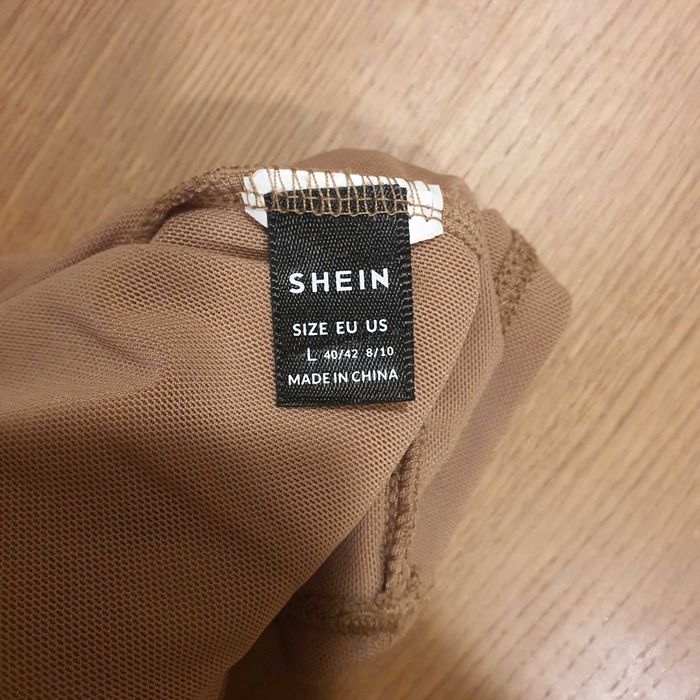 SHEIN
SIZE EU US
L 40/42 8/10
MADE IN CHINA